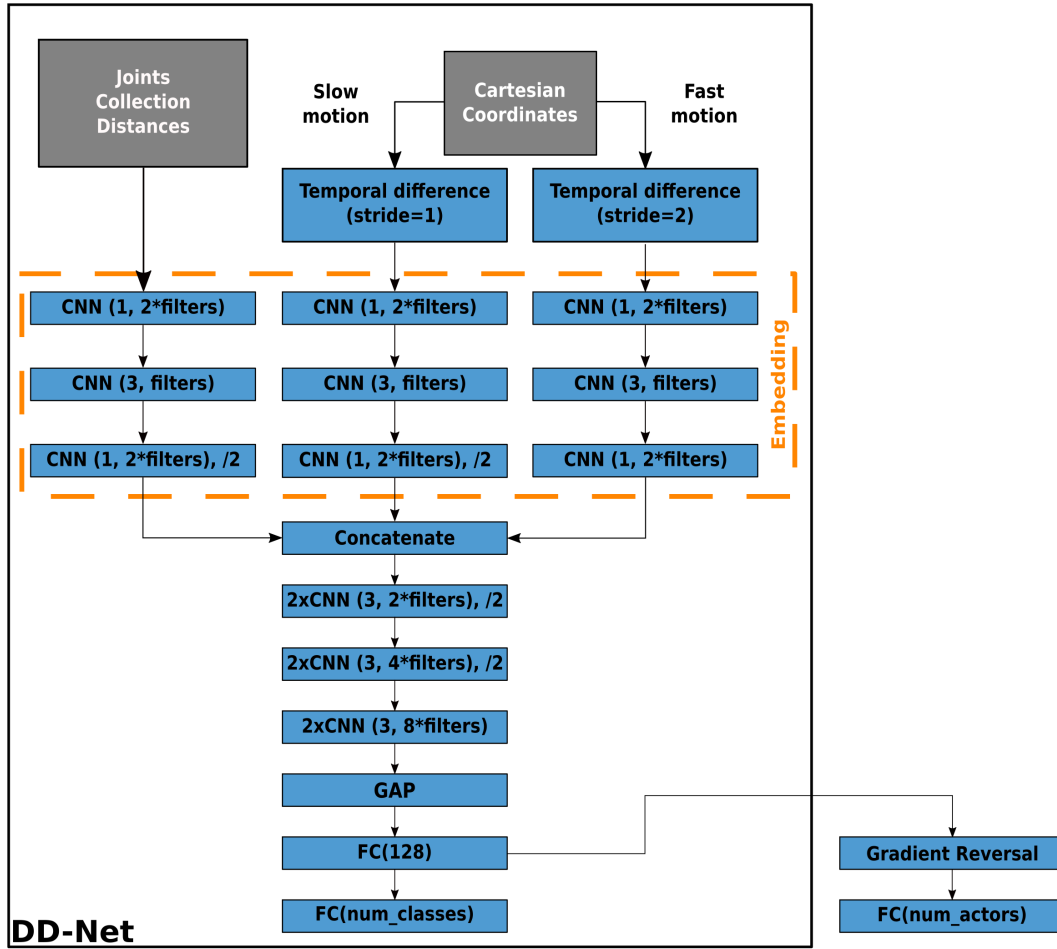 Joints
Collection
Distances
Slow
motion
Cartesian
Coordinates
Fast
motion
Temporal difference
(stride=1)
Temporal difference
(stride=2)
CNN (1, 2*filters)
CNN (1, 2*filters)
CNN (1, 2*filters)
CNN (3, filters)
CNN (3, filters)
CNN (3, filters)
Embedding
CNN (1, 2*filters), /2
CNN (1, 2*filters), /2
CNN (1, 2*filters)
Concatenate
2xCNN (3, 2*filters), /2
2xCNN (3, 4*filters), /2
2xCNN (3, 8*filters)
GAP
FC(128)
Gradient Reversal
FC(num_classes)
FC(num_actors)
DD-Net